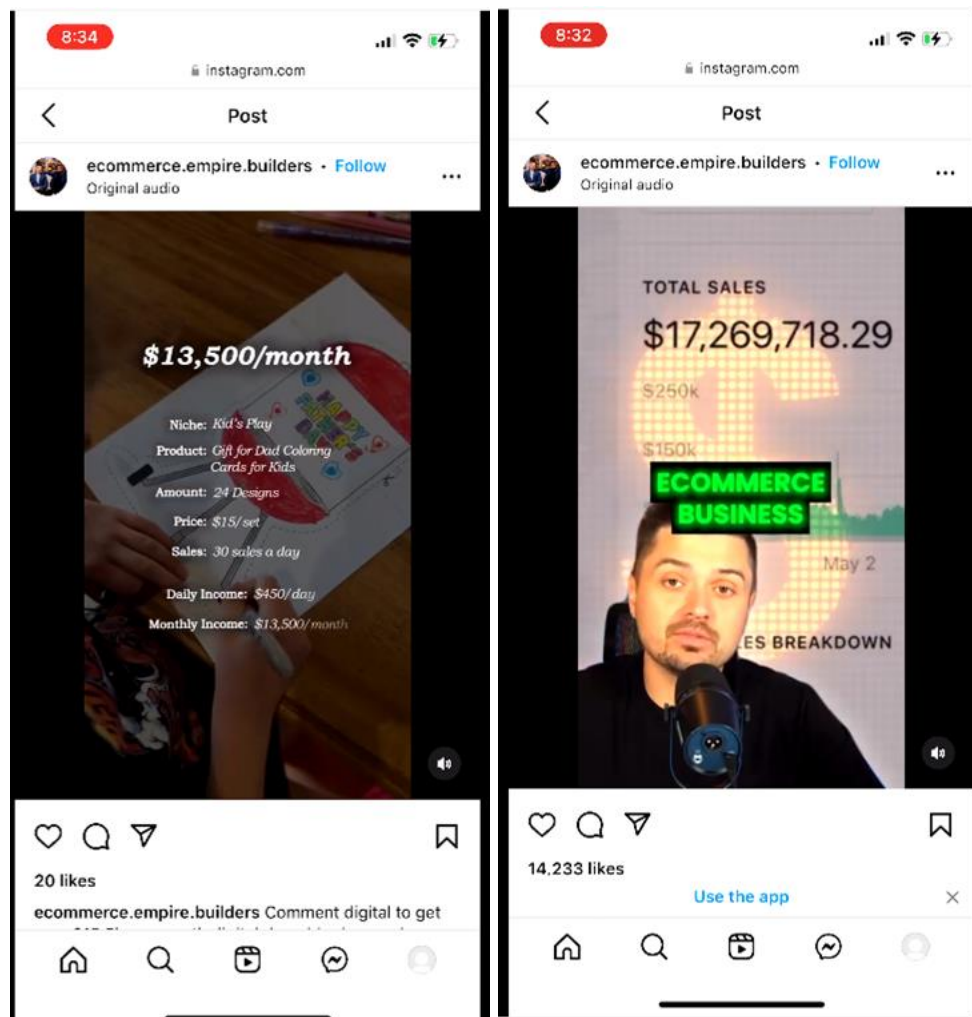 8:34
instagram.com
Post
ecommerce.empire.builders • Follow
Original audio
$13,500/month
Niche: Kid's Play
Product: Gift for Dad Coloring
Cards for Kids
Amount: 24 Designs
Price: $15/set
Sales: 30 sales a day
Daily Income: $450/day
Monthly Income: $13,500/month
20 likes
ecommerce.empire.builders Comment digital to get
8:32
instagram.com
Post
ecommerce.empire.builders • Follow
Original audio
TOTAL SALES
$17,269,718.29
$250k
$150k
ECOMMERCE
BUSINESS
May 2
ES BREAKDOWN
14,233 likes
Use the app